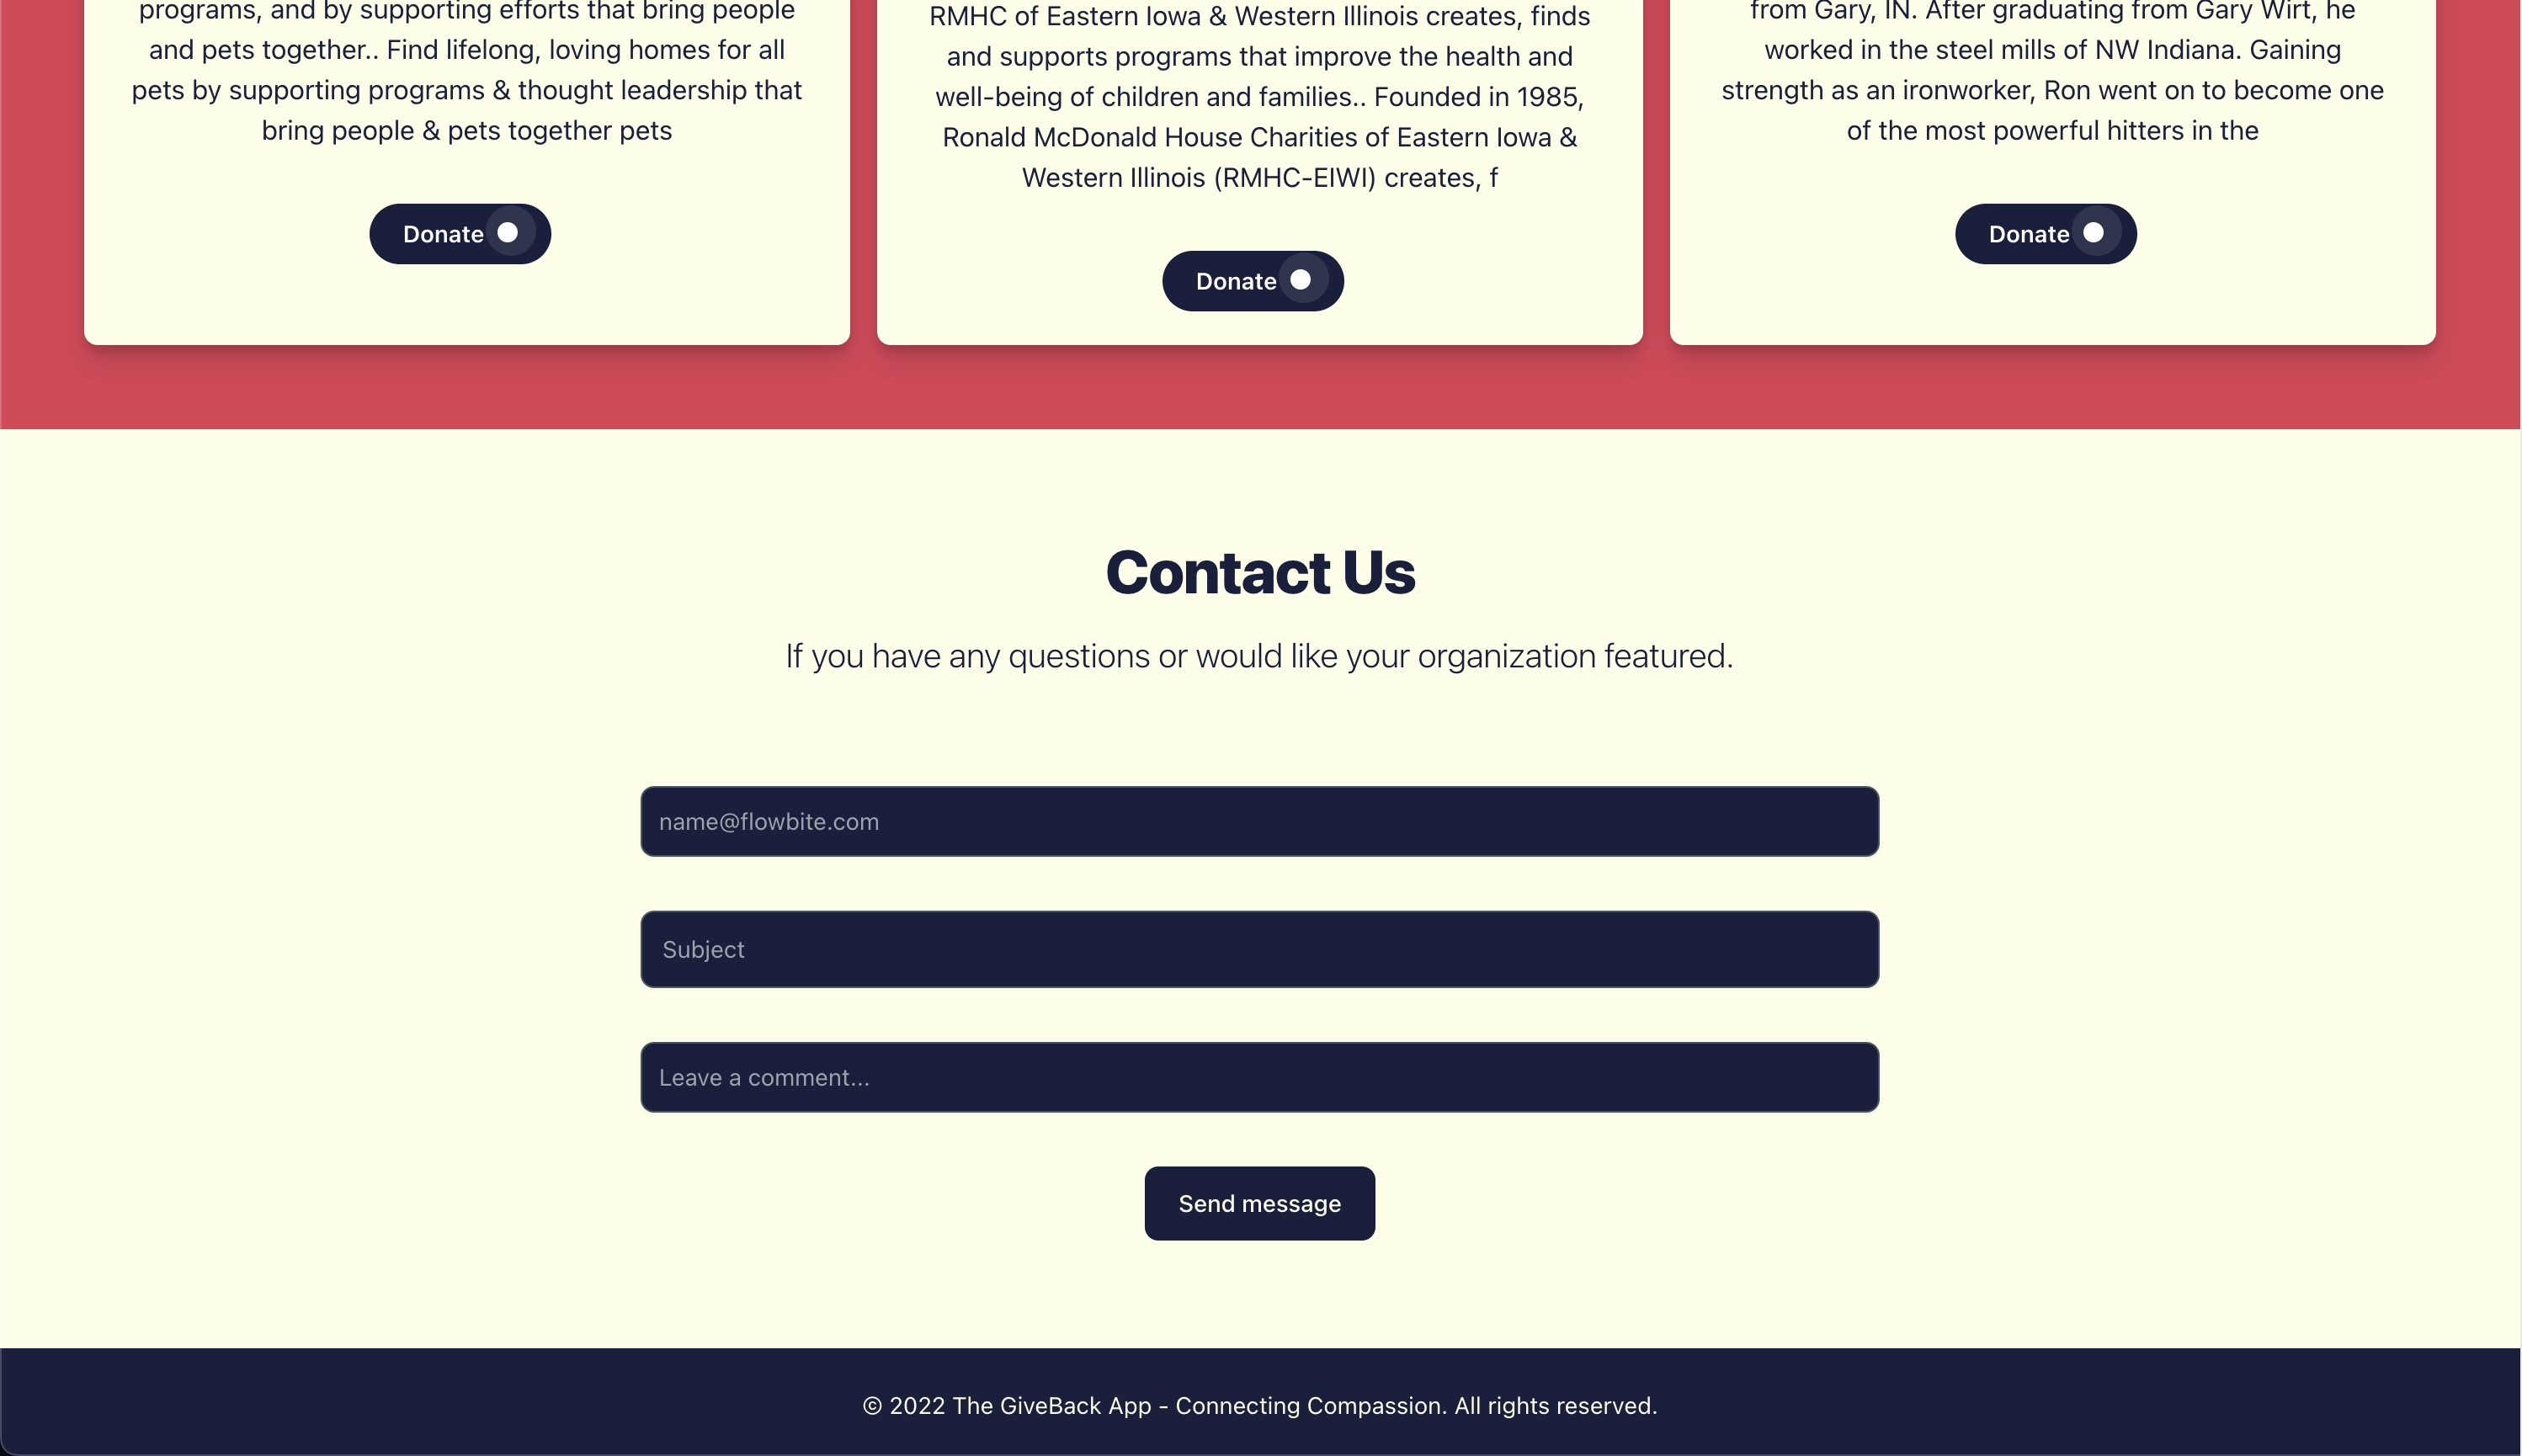 programs, and by supporting efforts that bring people
and pets together.. Find lifelong, loving homes for all
pets by supporting programs & thought leadership that
bring people & pets together pets
Donate
RMHC of Eastern Iowa & Western Illinois creates, finds
and supports programs that improve the health and
well-being of children and families.. Founded in 1985,
Ronald McDonald House Charities of Eastern Iowa &
Western Illinois (RMHC-EIWI) creates, f
Donate
from Gary, IN. After graduating from Gary Wirt, he
worked in the steel mills of NW Indiana. Gaining
strength as an ironworker, Ron went on to become one
of the most powerful hitters in the
Donate
Contact Us
If you have any questions or would like your organization featured.
name@flowbite.com
Subject
Leave a comment...
Send message
© 2022 The GiveBack App - Connecting Compassion. All rights reserved.